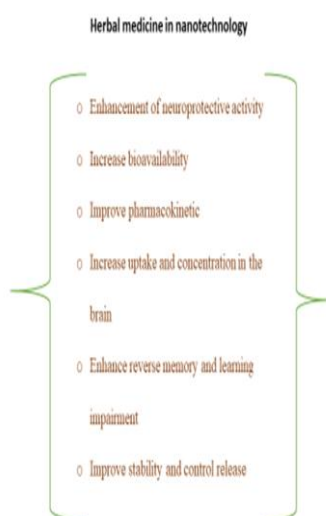 Herbal medicine in nanotechnology
o Enhancement of neuroprotective activity
o Increase bioavailability
o Improve pharmacokinetic
o Increase uptake and concentration in the
brain
o Enhance reverse memory and learning
impairment
o Improve stability and control release